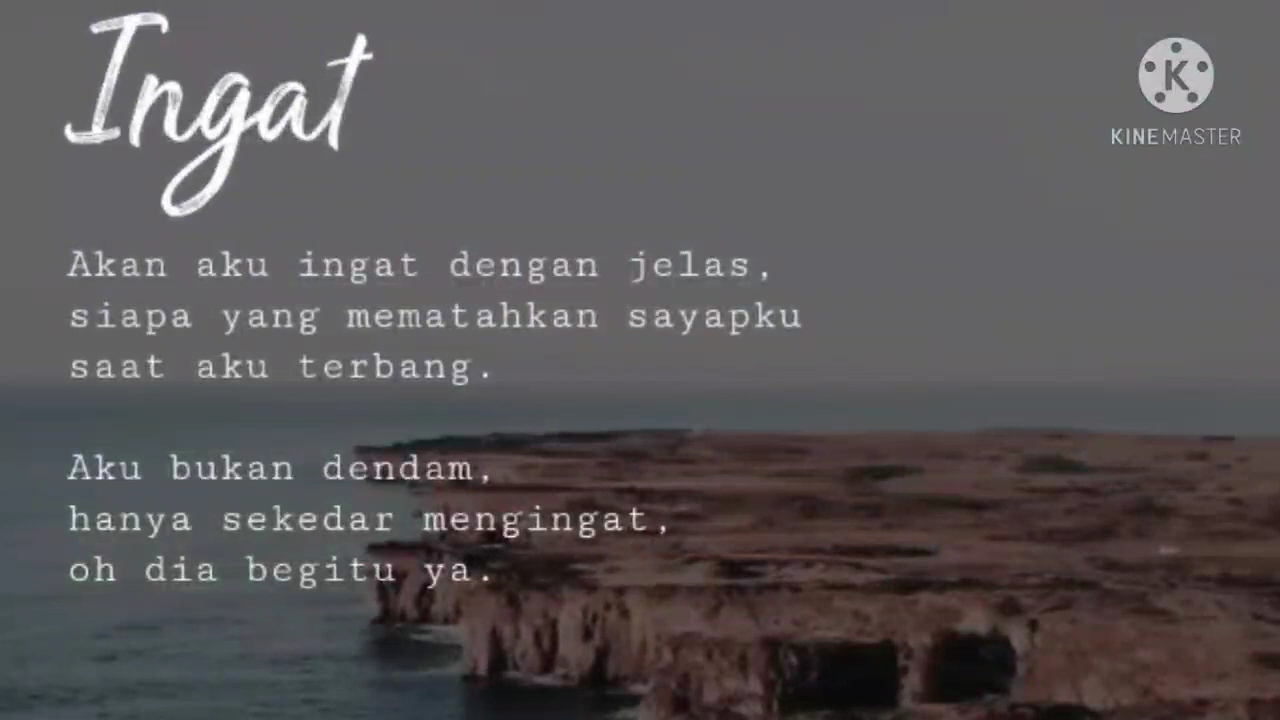 Ingat
K
KINEMASTER
Akan aku ingat dengan jelas,
siapa yang mematahkan sayapku
saat aku terbang.
Aku bukan dendam,
hanya sekedar mengingat,
oh dia begitu ya.